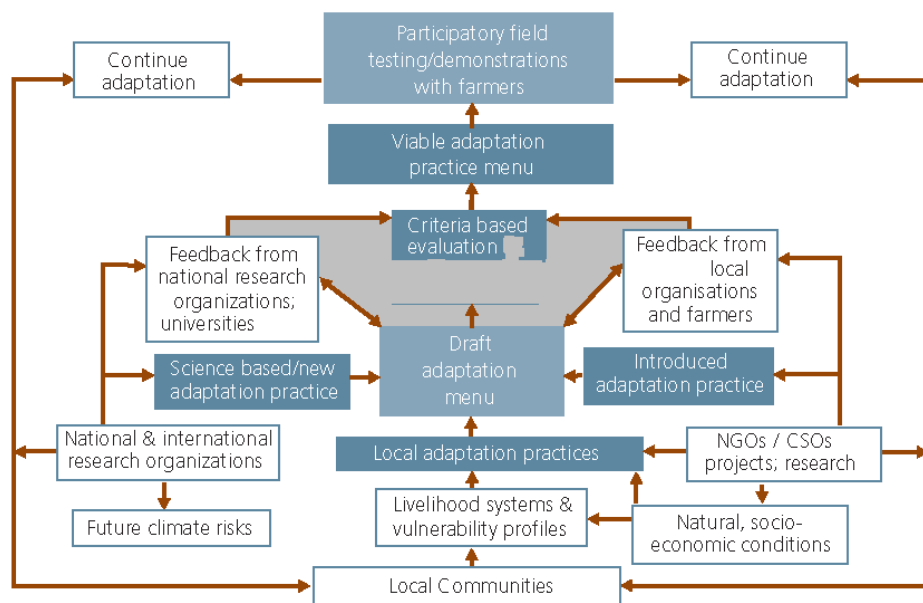 Participatory field
testing/demonstrations
with farmers
Continue
adaptation
Continue
adaptation
Viable adaptation
practice menu
Criteria based
evaluation
Feedback from
national research
organizations;
universities
Feedback from
local
organisations
and farmers
Draft
adaptation
menu
Science based/new
adaptation practice
Introduced
adaptation practice
National & international
research organizations
Local adaptation practices
NGOs / CSOs
projects; research
Future climate risks
Livelihood systems &
vulnerability profiles
Natural, socio-
economic conditions
Local Communities